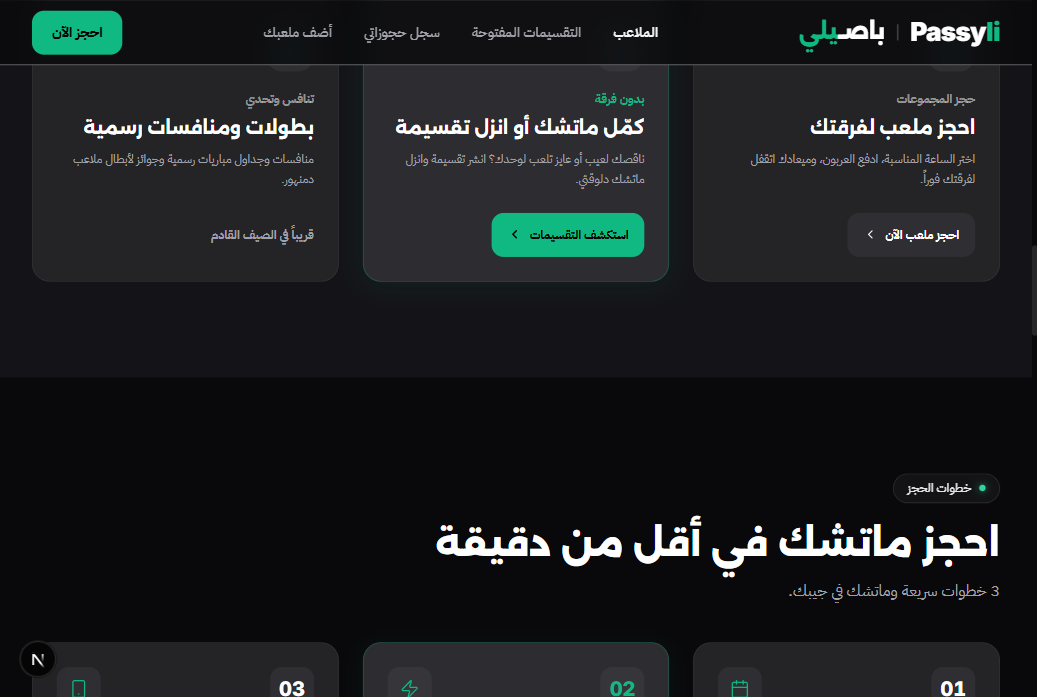 Passyli | باصيلي
الملاعب
التقسيمات المفتوحة
سجل حجوزاتي
أضف ملعبك
احجز الآن
حجز المجموعات
احجز ملعب لفرقتك
اختر الساعة المناسبة، ادفع العربون، وميعادك اتقفل
لفرقتك فوراً.
احجز ملعب الآن
بدون فرقة
كمّل ماتشك أو انزل تقسيمة
ناقصك لعيب أو عايز تلعب لوحدك؟ انشر تقسيمة وانزل
ماتشك دلوقتي.
استكشف التقسيمات
تنافس وتحدي
بطولات ومنافسات رسمية
منافسات وجداول مباريات رسمية وجوائز لأبطال ملاعب
دمنهور.
قريباً في الصيف القادم
خطوات الحجز
احجز ماتشك في أقل من دقيقة
3 خطوات سريعة وماتشك في جيبك.
01
02
03
N